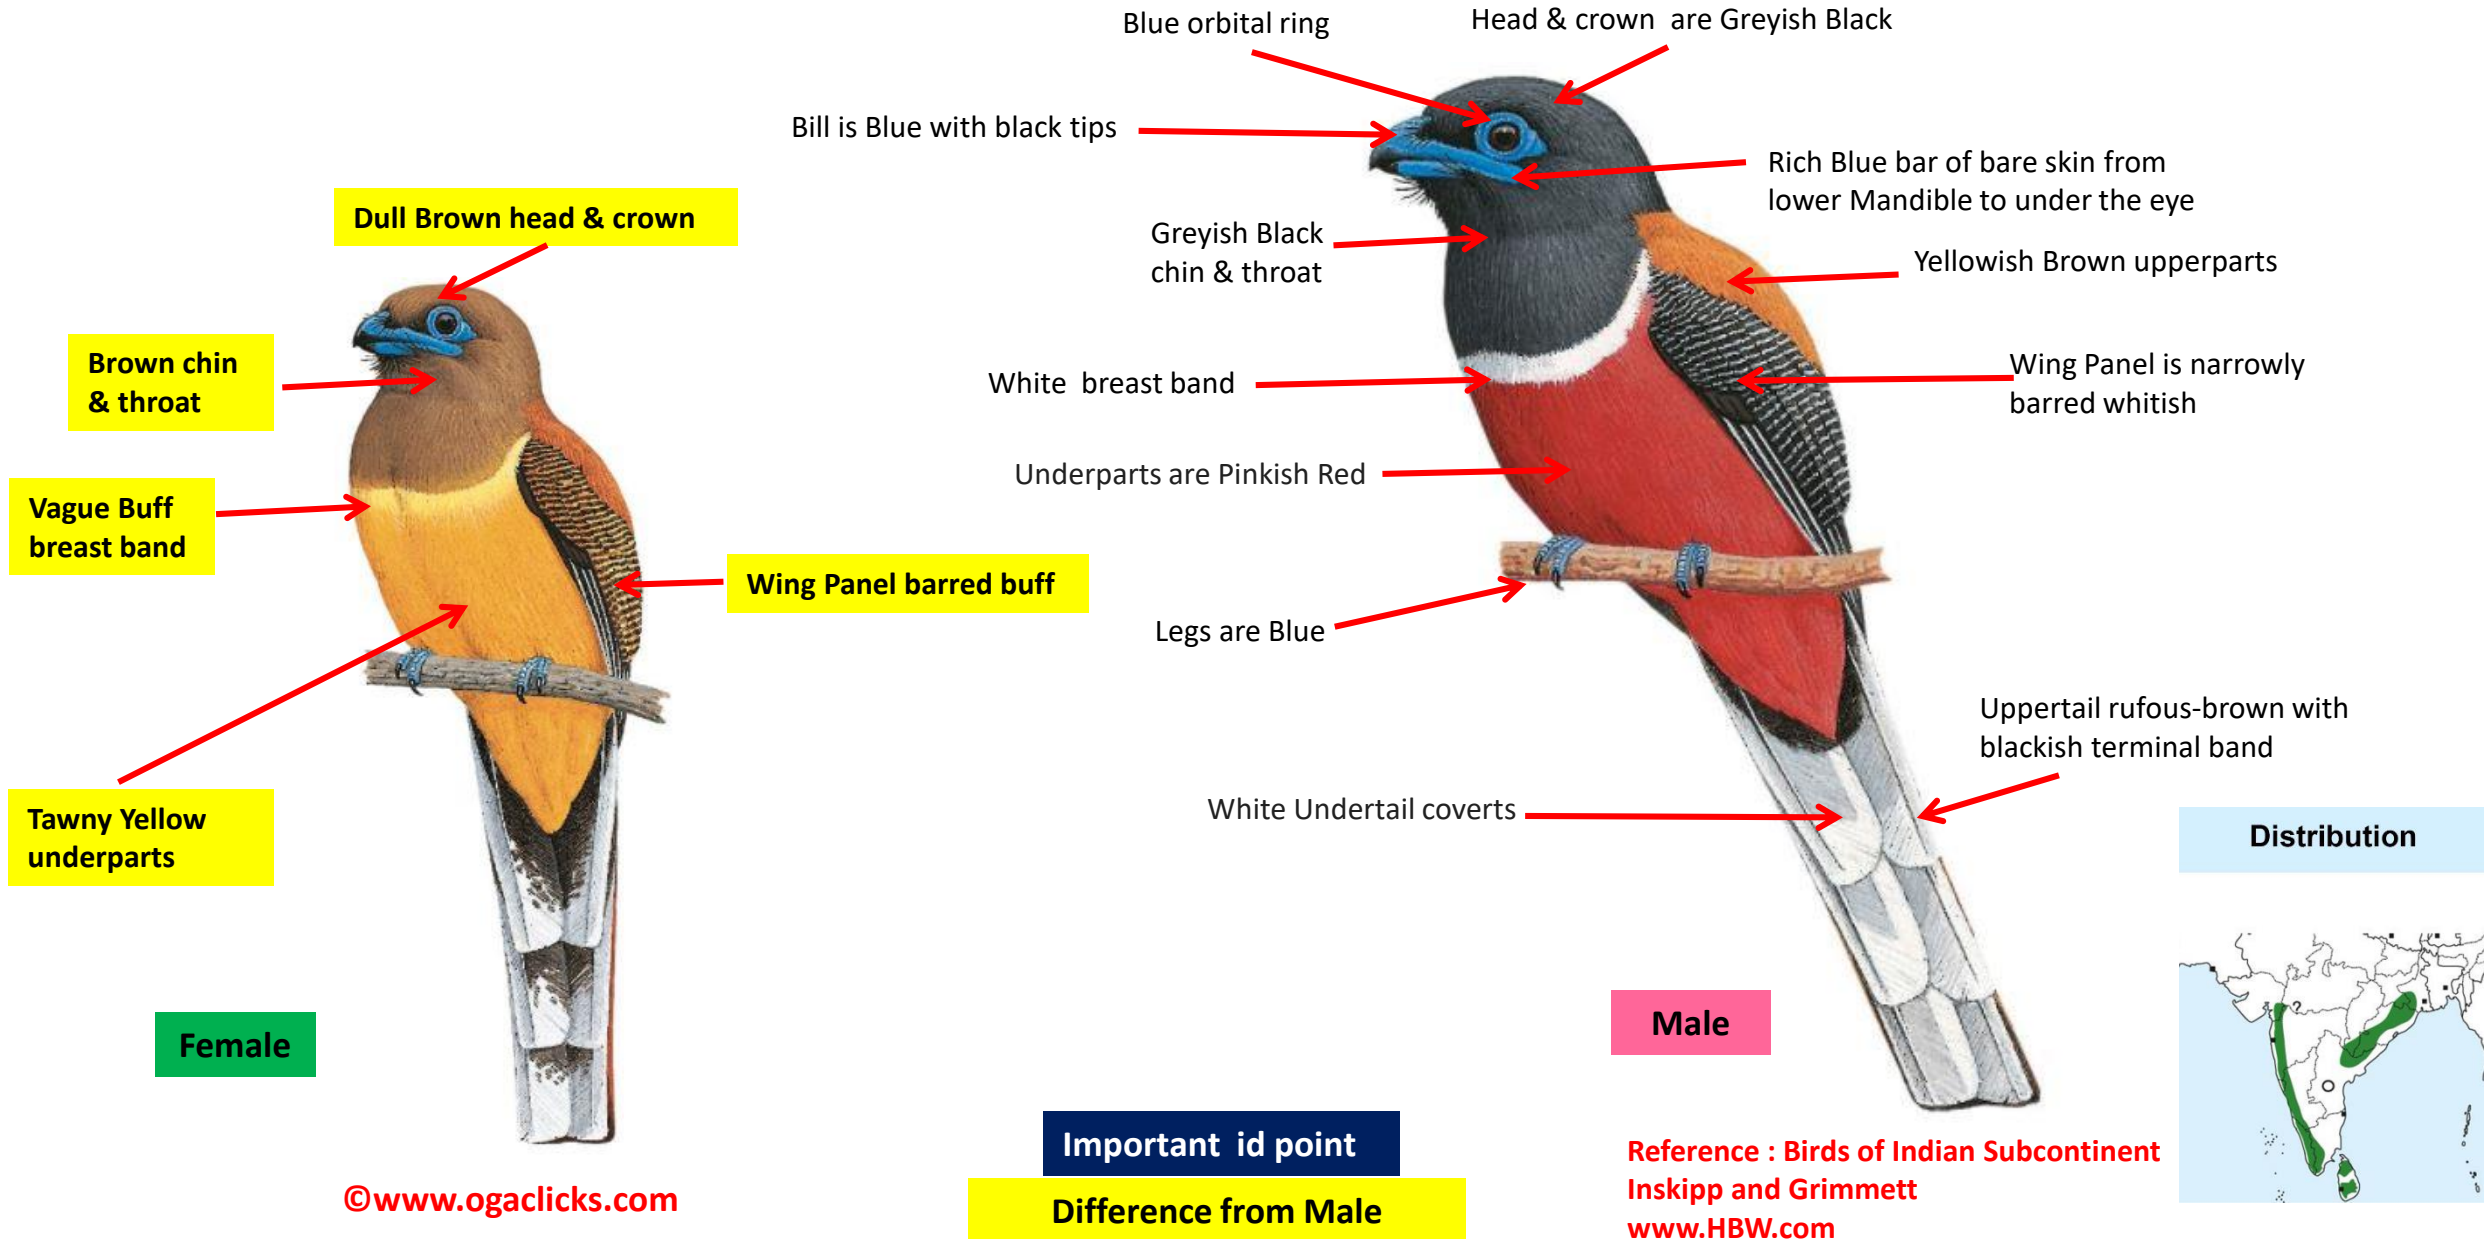 Blue orbital ring
Head & crown are Greyish Black
Bill is Blue with black tips
Rich Blue bar of bare skin from
lower Mandible to under the eye
Dull Brown head & crown
Greyish Black
chin & throat
Yellowish Brown upperparts
Brown chin
& throat
White breast band
Wing Panel is narrowly
barred whitish
Underparts are Pinkish Red
Vague Buff
breast band
Wing Panel barred buff
Legs are Blue
Uppertail rufous-brown with
blackish terminal band
White Undertail coverts
Tawny Yellow
underparts
Distribution
?
Female
Male
Important id point
Difference from Male
©www.ogaclicks.com
Reference : Birds of Indian Subcontinent
Inskipp and Grimmett
www.HBW.com